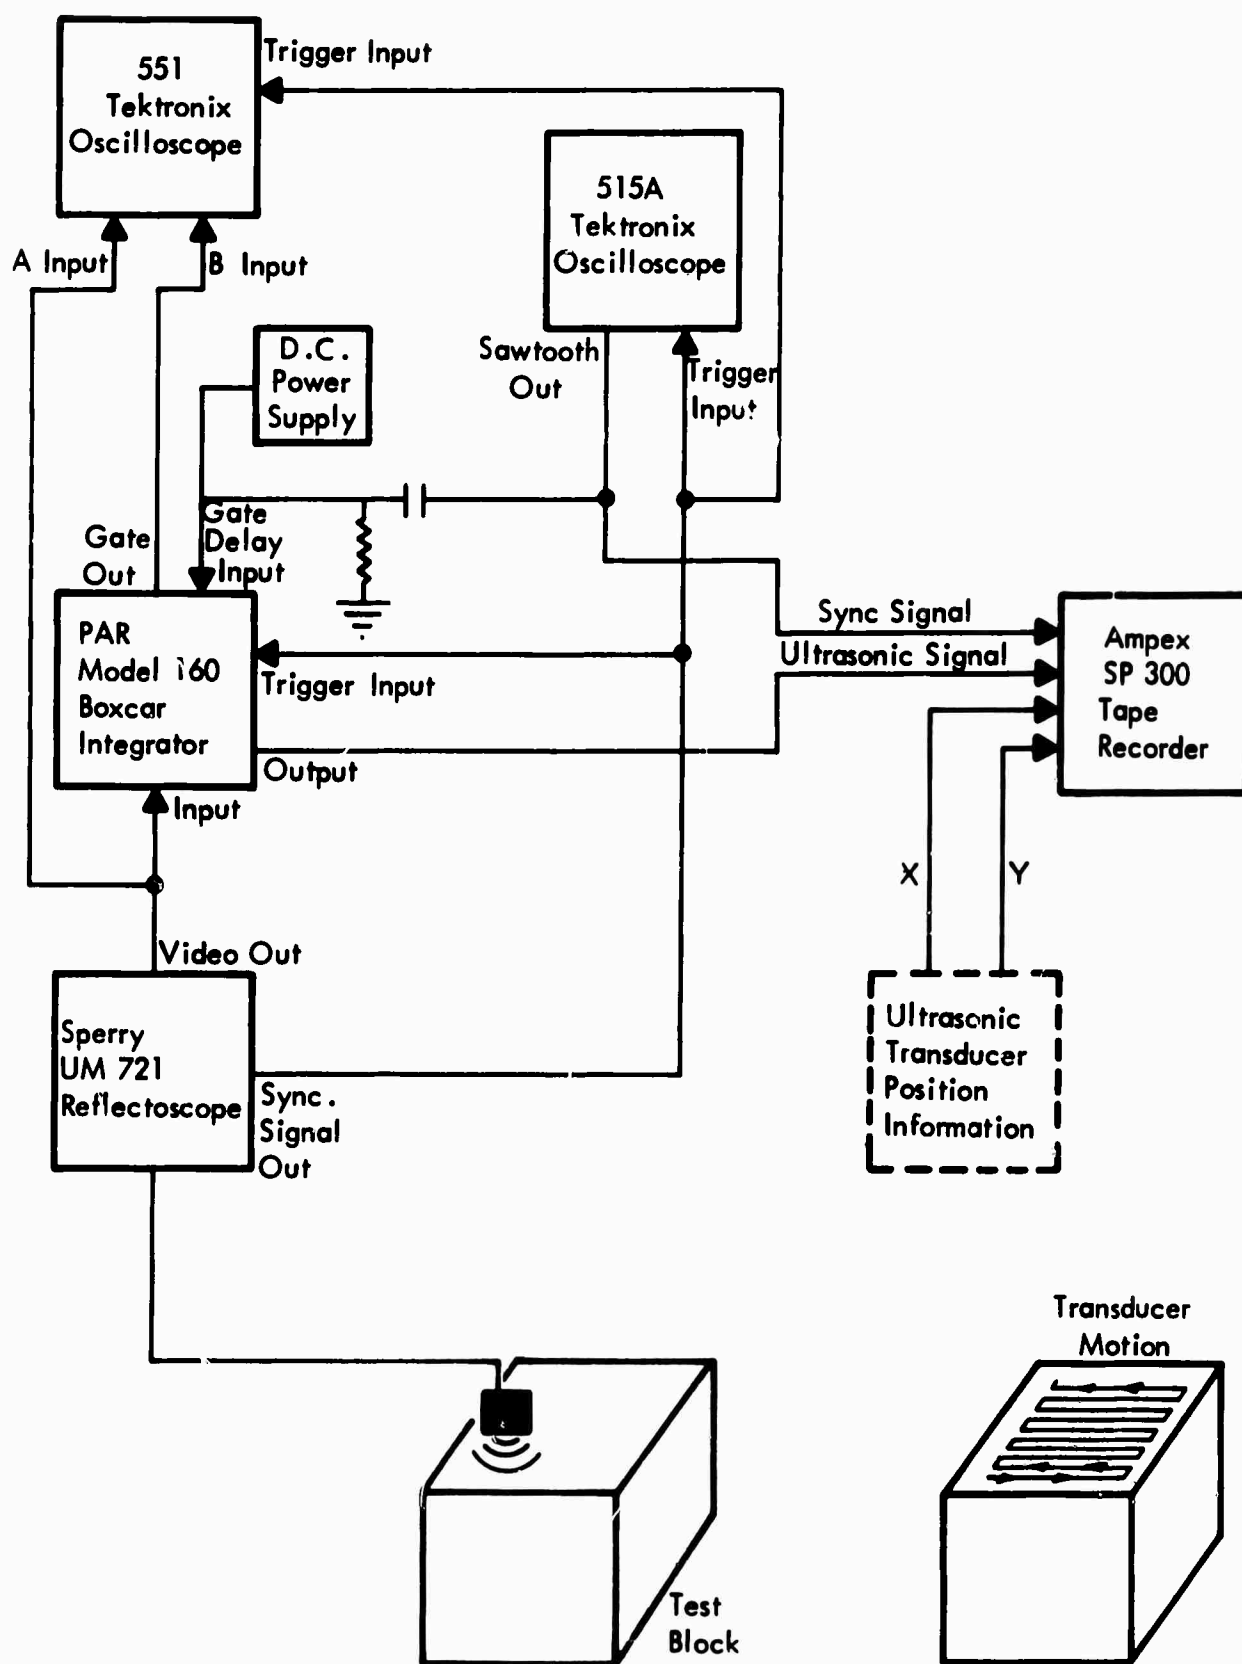 Trigger Input
551
Tektronix
Oscilloscope
515A
Tektronix
Oscilloscope
A Input
B Input
D.C.
Power
Supply
Sawtooth
Out
Trigger
Input
Gate
Out
Gate
Delay
Input
PAR
Model 160
Boxcar
Integrator
Trigger Input
Output
Input
Sync Signal
Ultrasonic Signal
Ampex
SP 300
Tape
Recorder
X
Y
Video Out
Sperry
UM 721
Reflectoscope
Sync.
Signal
Out
Ultrasonic
Transducer
Position
Information
Transducer
Motion
Test
Block